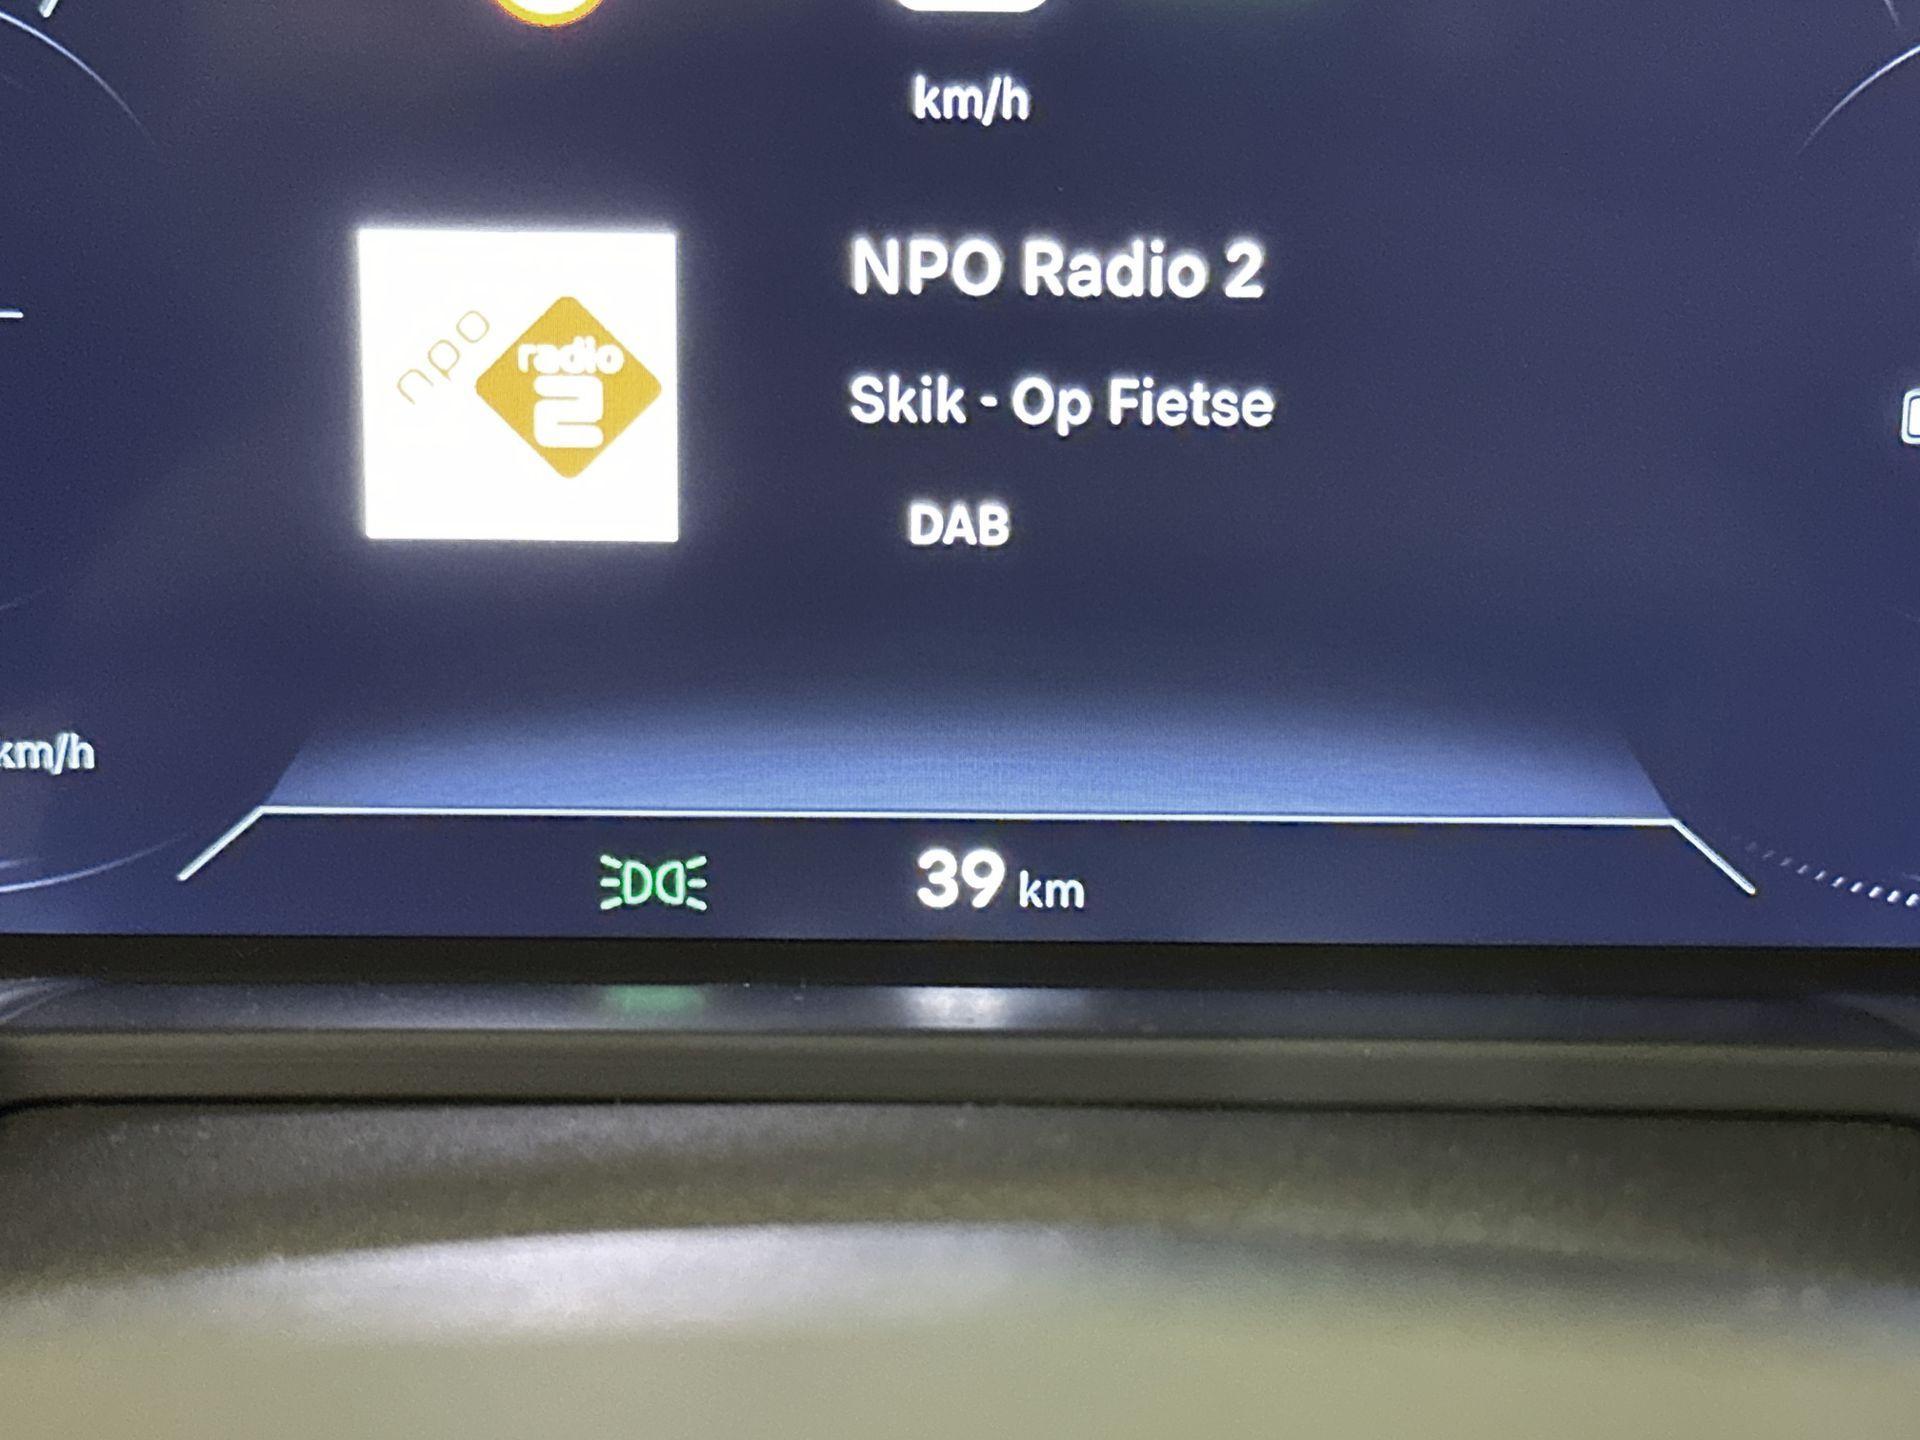 km/h
npo
radio
2
NPO Radio 2
Skik - Op Fietse
DAB
km/h
39 km